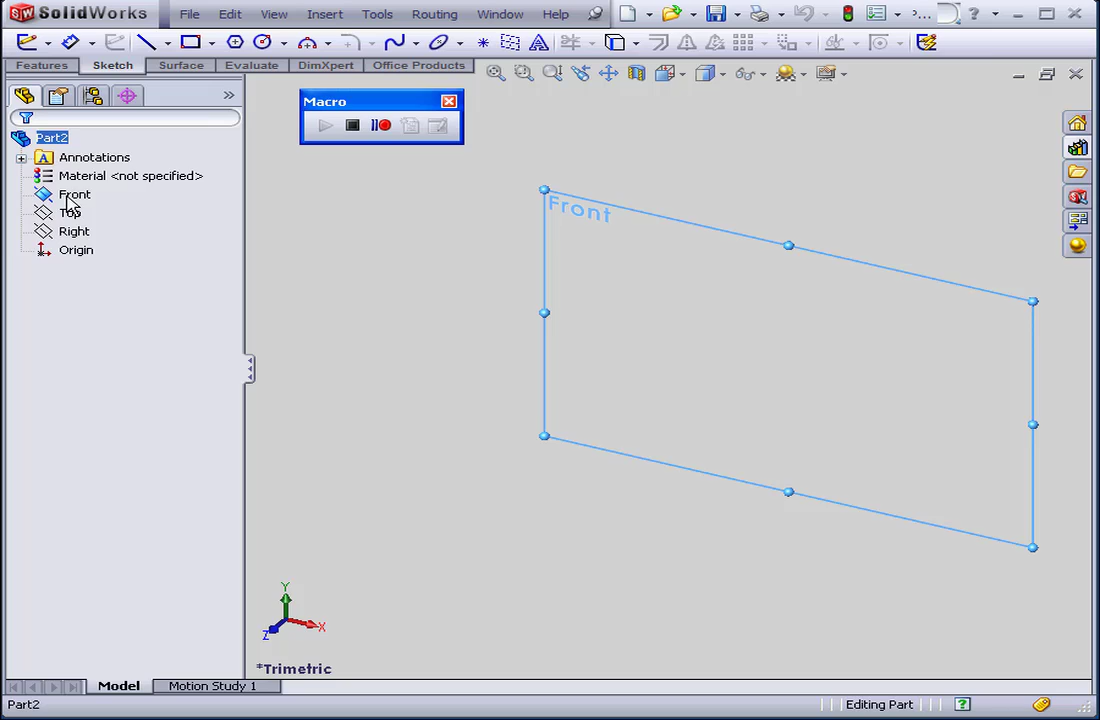 SolidWorks File Edit View Insert Tools Routing Window Help ?
Features Sketch Surface Evaluate DimXpert Office Products
Macro
Part2
Annotations
Material <not specified>
Front
Top
Right
Origin
Front
Y
X
Z
*Trimetric
Model Motion Study 1
Part2 Editing Part ?